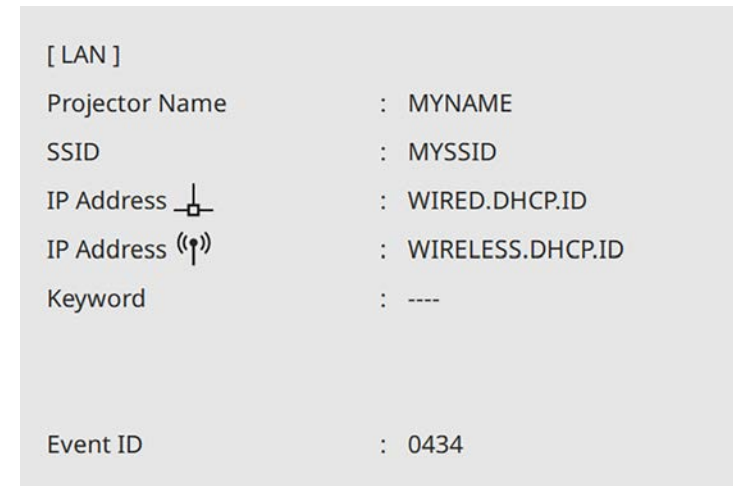 [ LAN ]
Projector Name : MYNAME
SSID : MYSSID
IP Address : WIRED.DHCP.ID
IP Address : WIRELESS.DHCP.ID
Keyword : ----
Event ID : 0434